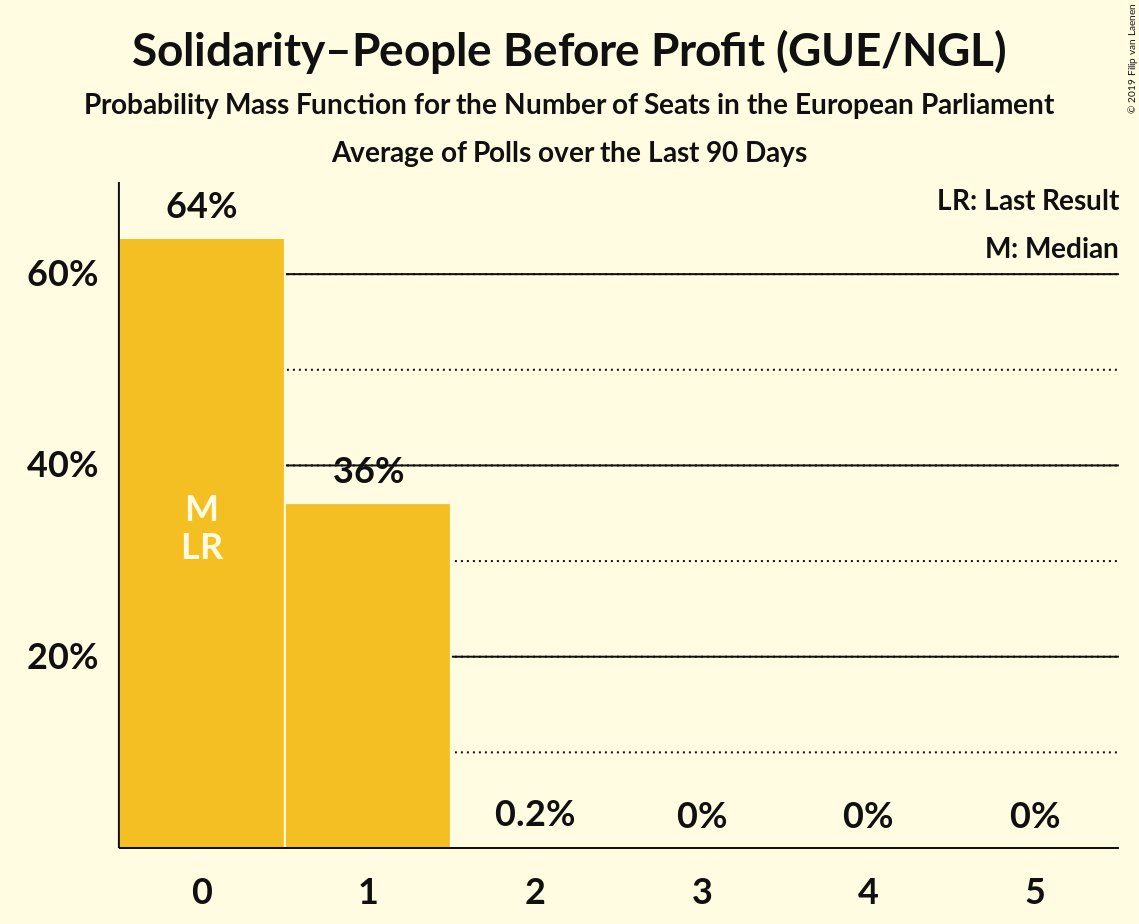 Solidarity–People Before Profit (GUE/NGL)
Probability Mass Function for the Number of Seats in the European Parliament
Average of Polls over the Last 90 Days
© 2019 Filip van Laenen
LR: Last Result
M: Median
64%
60%
40%
36%
M
LR
20%
0.2%
0%
0%
0%
0
1
2
3
4
5